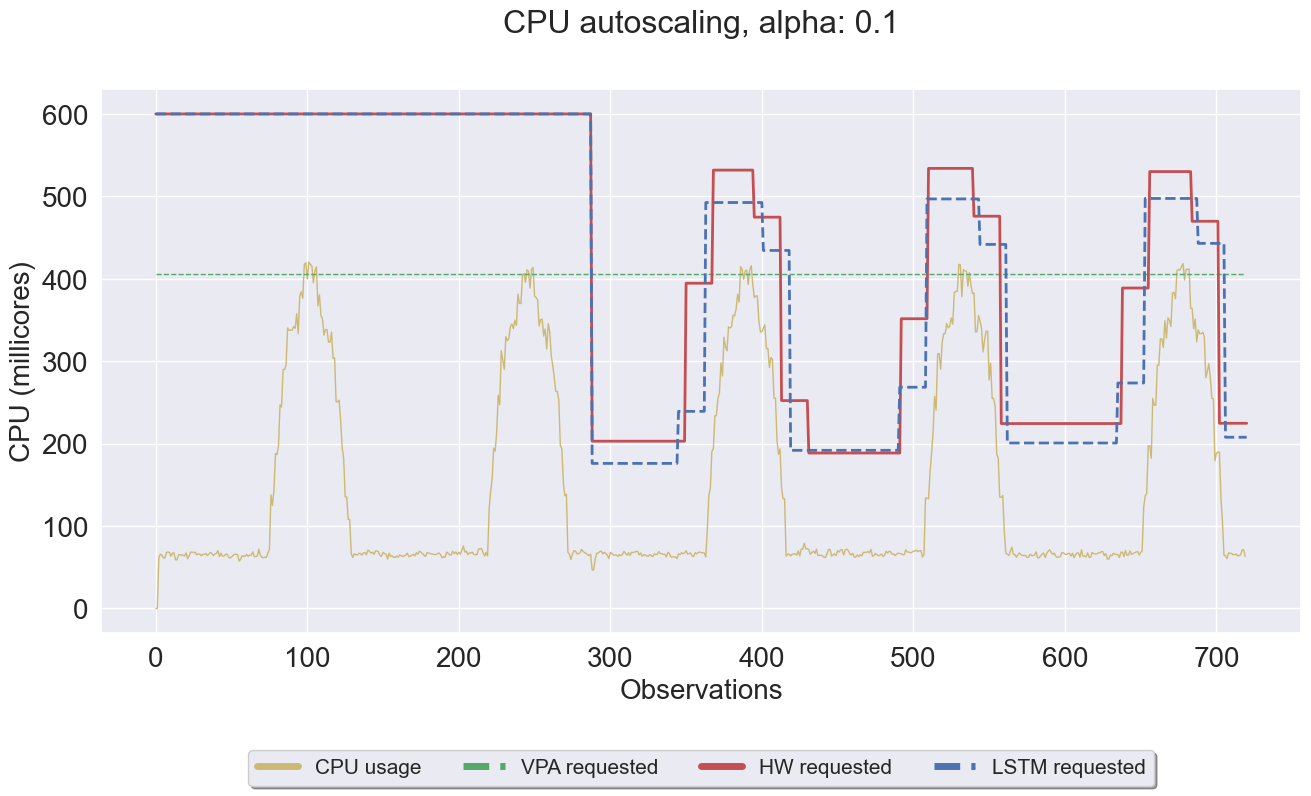 CPU autoscaling, alpha: 0.1
CPU (millicores)
600
500
400
300
200
100
0
0 100 200 300 400 500 600 700
Observations
CPU usage VPA requested HW requested LSTM requested